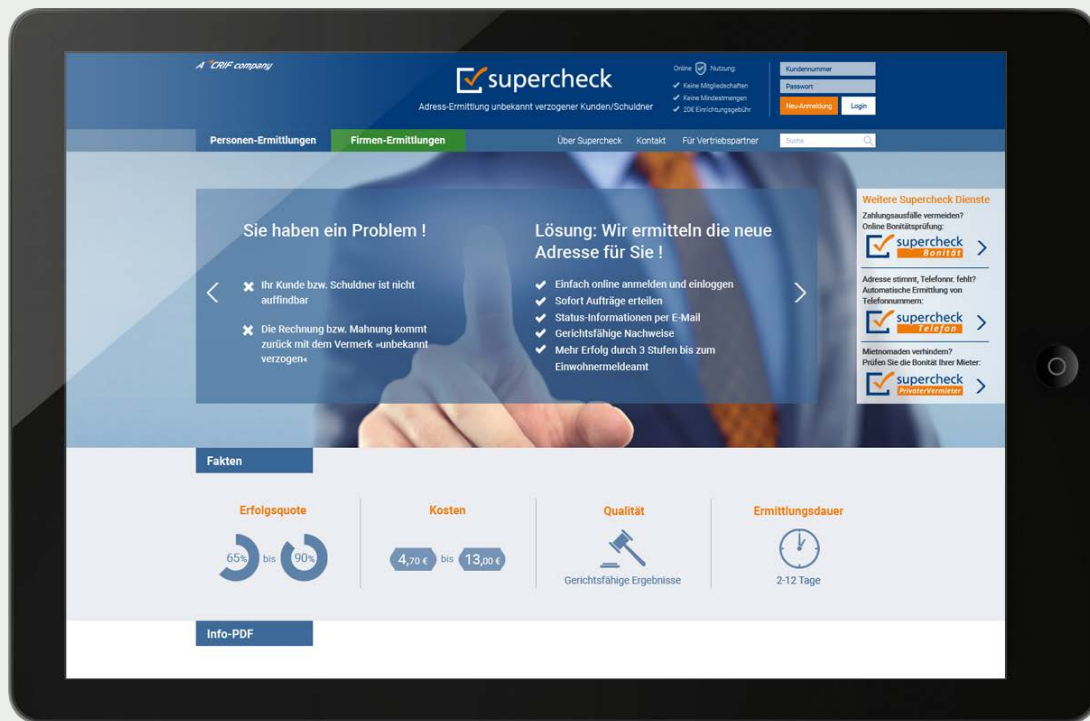 A CRIF company
supercheck
Adress-Ermittlung unbekannt verzogener Kunden/Schuldner
Online Nutzung:
Keine Mitgliedschaften
Keine Mindestmengen
20€ Einrichtungsgebühr
Kundennummer
Passwort
Neu-Anmeldung Login
Personen-Ermittlungen Firmen-Ermittlungen Über Supercheck Kontakt Für Vertriebspartner Suche
Sie haben ein Problem !
Ihr Kunde bzw. Schuldner ist nicht
auffindbar
Die Rechnung bzw. Mahnung kommt
zurück mit dem Vermerk »unbekannt
verzogen«
Lösung: Wir ermitteln die neue
Adresse für Sie !
Einfach online anmelden und einloggen
Sofort Aufträge erteilen
Status-Informationen per E-Mail
Gerichtsfähige Nachweise
Mehr Erfolg durch 3 Stufen bis zum
Einwohnermeldeamt
Weitere Supercheck Dienste
Zahlungsausfälle vermeiden?
Online Bonitätsprüfung:
supercheck
Bonität
Adresse stimmt, Telefonnr. fehlt?
Automatische Ermittlung von
Telefonnummern:
supercheck
Telefon
Mietnomaden verhindern?
Prüfen Sie die Bonität Ihrer Mieter:
supercheck
PrivaterVermieter
Fakten
Erfolgsquote
65% bis 90%
Kosten
4,70 € bis 13,00 €
Qualität
Gerichtsfähige Ergebnisse
Ermittlungsdauer
2-12 Tage
Info-PDF